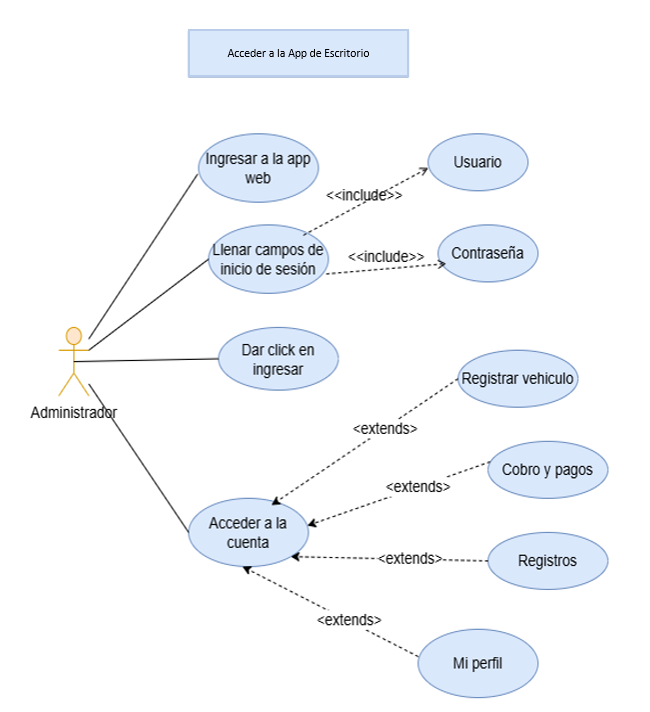 Acceder a la App de Escritorio
Ingresar a la app
web
Usuario
<<include>>
Llenar campos de
inicio de sesión
Contraseña
<<include>>
Dar click en
ingresar
Registrar vehiculo
Administrador
<extends>
Cobro y pagos
<extends>
Acceder a la
cuenta
Registros
<extends>
<extends>
Mi perfil